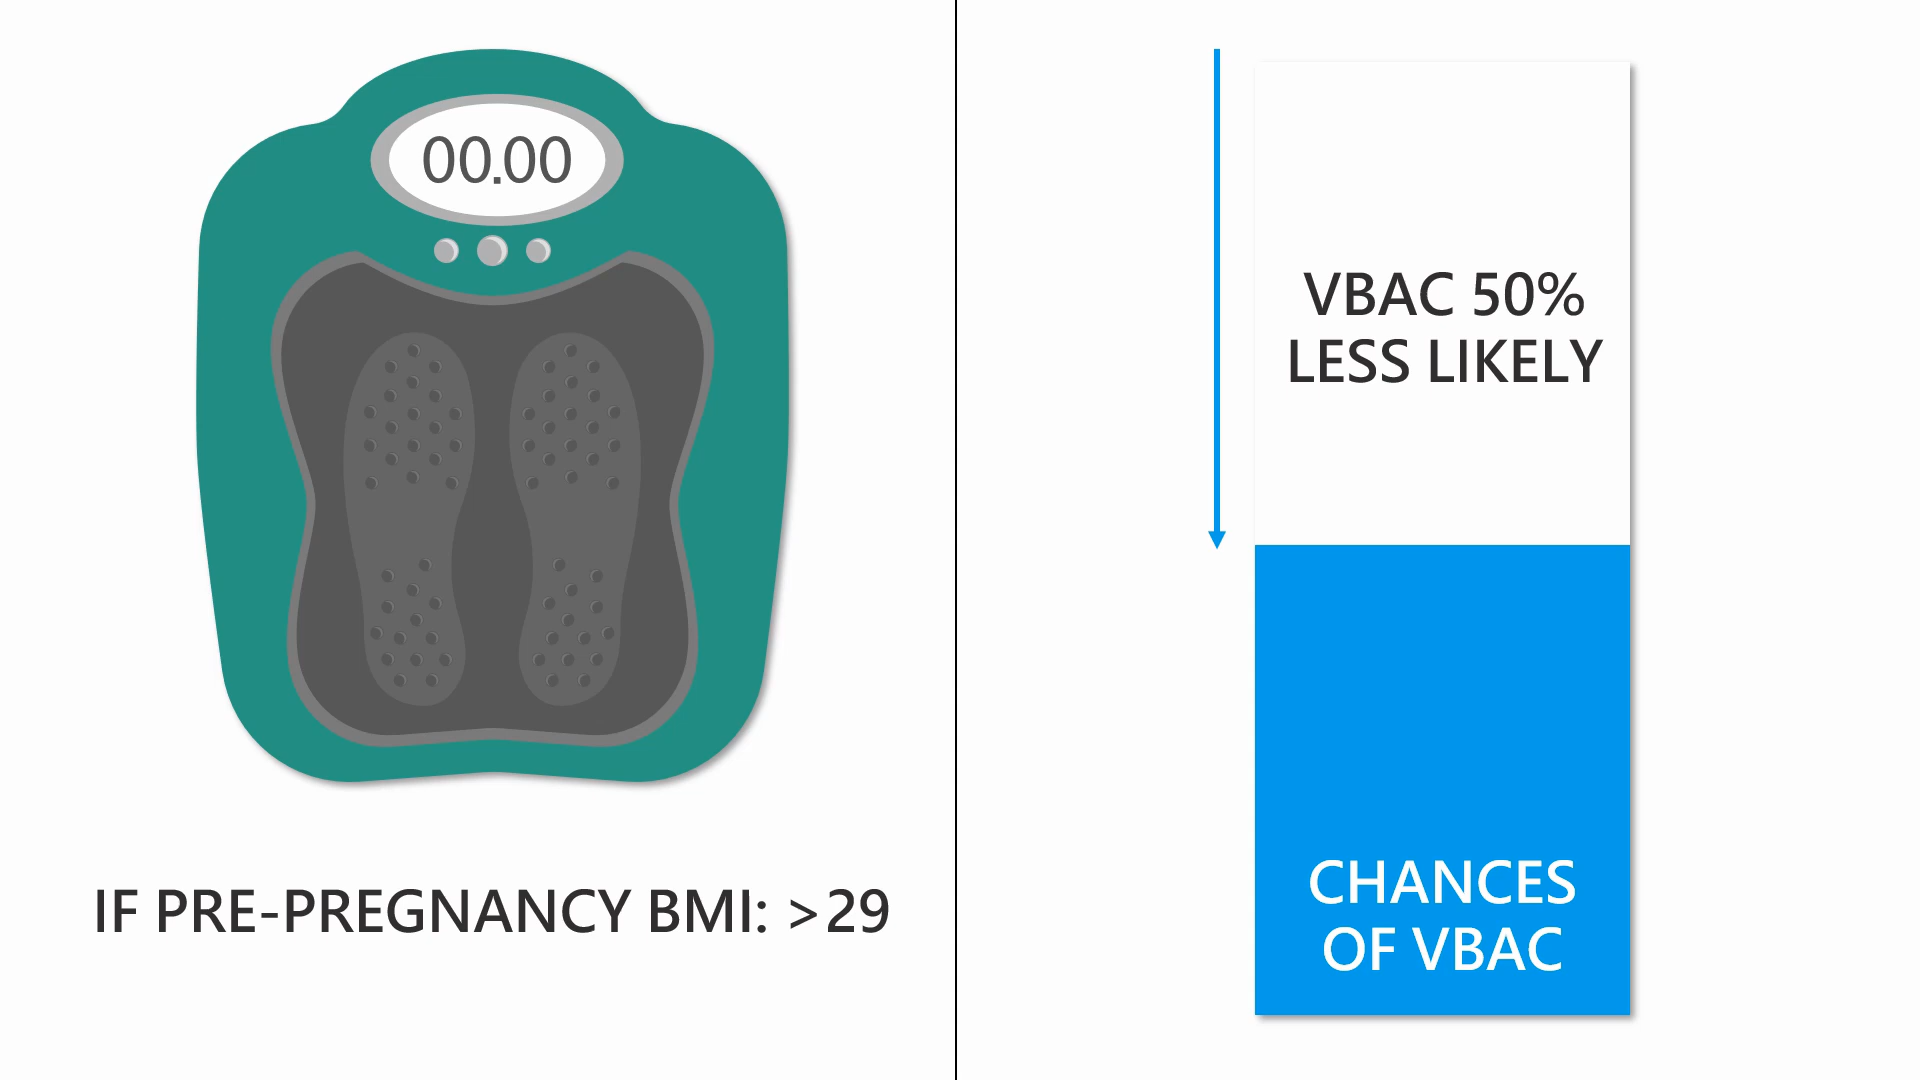 00.00
IF PRE-PREGNANCY BMI: >29
VBAC 50%
LESS LIKELY
CHANCES
OF VBAC